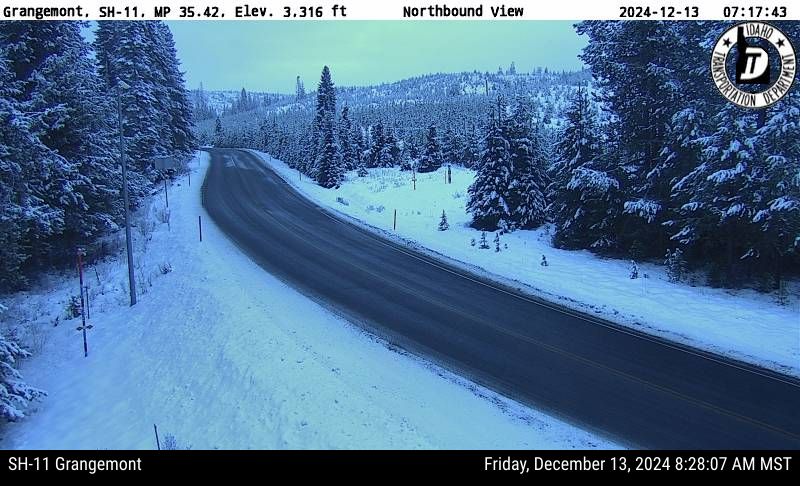 Grangemont, SH-11, MP 35.42, Elev. 3,316 ft Northbound View 2024-12-13 07:17:43
IDAHO
TRANSPORTATION DEPARTMENT
SH-11 Grangemont Friday, December 13, 2024 8:28:07 AM MST